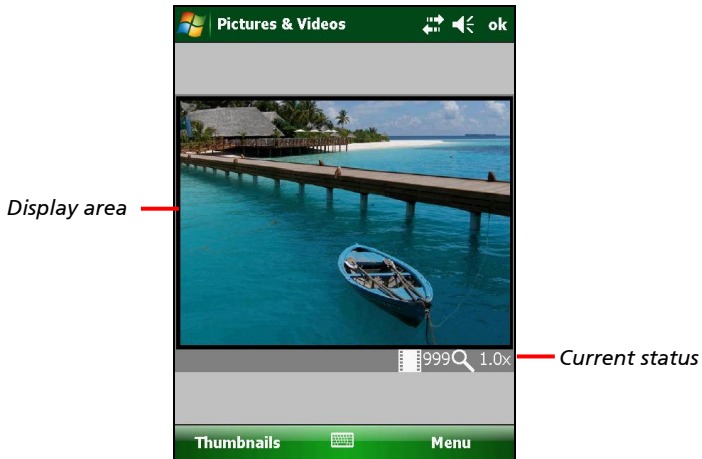 Pictures & Videos ok
Display area
999 1.0x
Current status
Thumbnails Menu